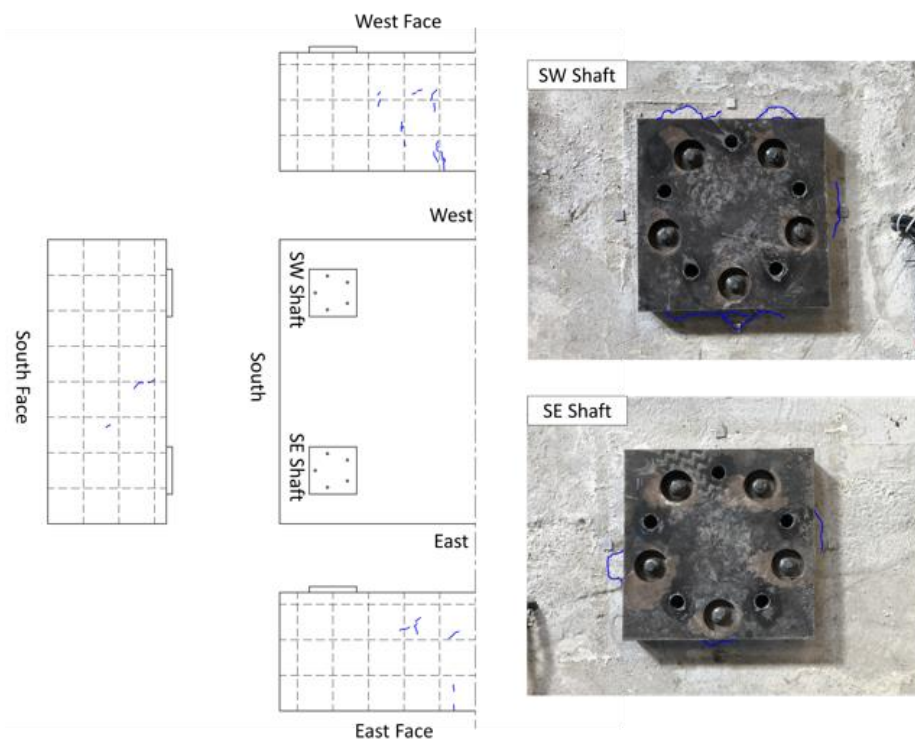 West Face
SW Shaft
West
SW Shaft
South Face
South
SE Shaft
SE Shaft
East
East Face